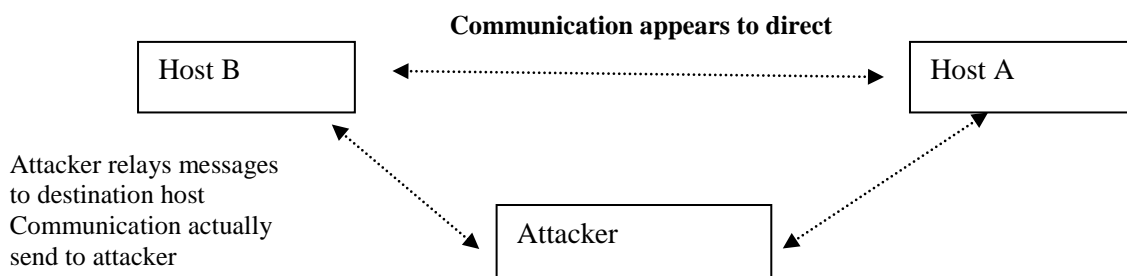 Communication appears to direct
Host B
Host A
Attacker relays messages
to destination host
Communication actually
send to attacker
Attacker